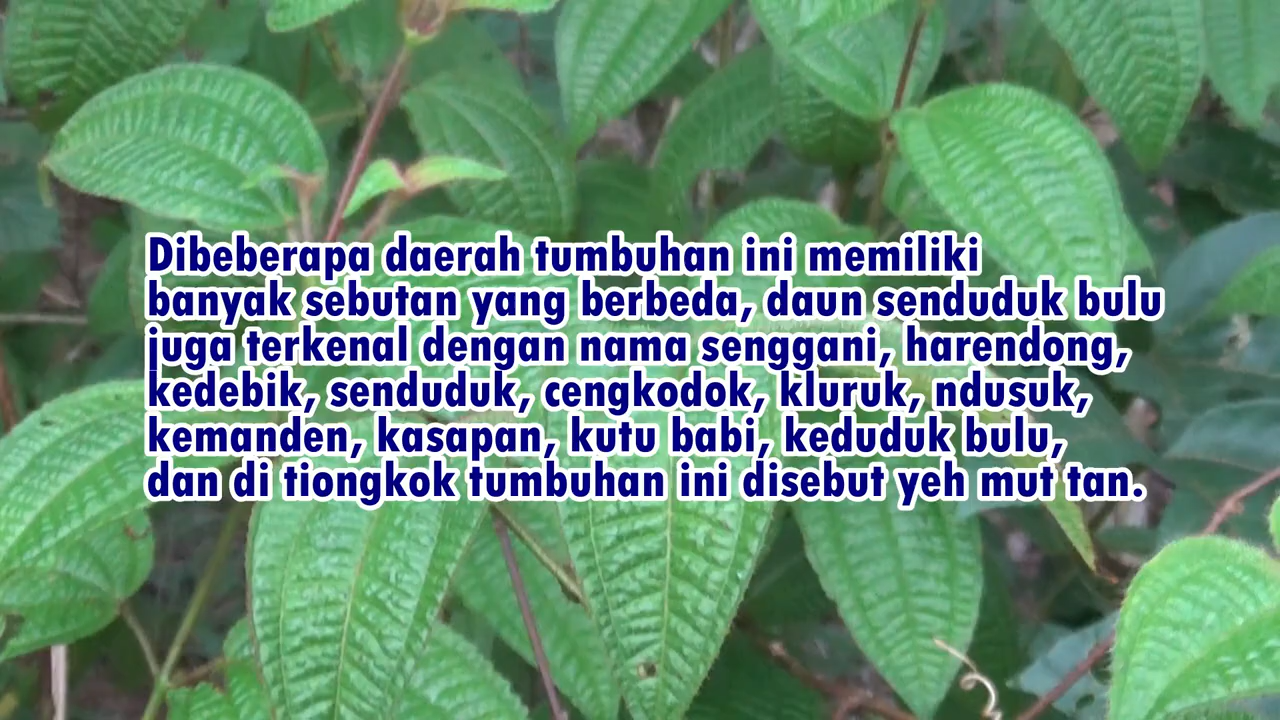 Dibeberapa daerah tumbuhan ini memiliki
banyak sebutan yang berbeda, daun senduduk bulu
juga terkenal dengan nama senggani, harendong,
kedebik, senduduk, cengkodok, kluruk, ndusuk,
kemanden, kasapan, kutu babi, keduduk bulu,
dan di tiongkok tumbuhan ini disebut yeh mut tan.